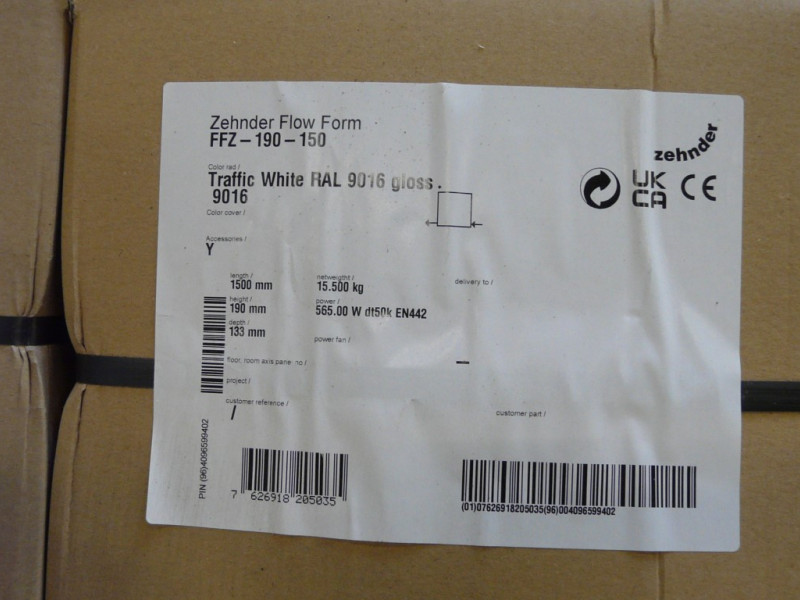 Zehnder Flow Form
FFZ – 190 – 150
zehnder
Color rad /
Traffic White RAL 9016 gloss.
9016
UK
CA CE
Color cover /
Accessories /
Y
length /
1500 mm
netweigtht /
15.500 kg
delivery to /
height /
190 mm
power /
565.00 W dt50k EN442
depth /
133 mm
power fan /
floor, room axis panel no /
project /
customer reference /
/
customer part /
PIN (96)4096599402
7 626918 205035
(01)07626918205035(96)004096599402